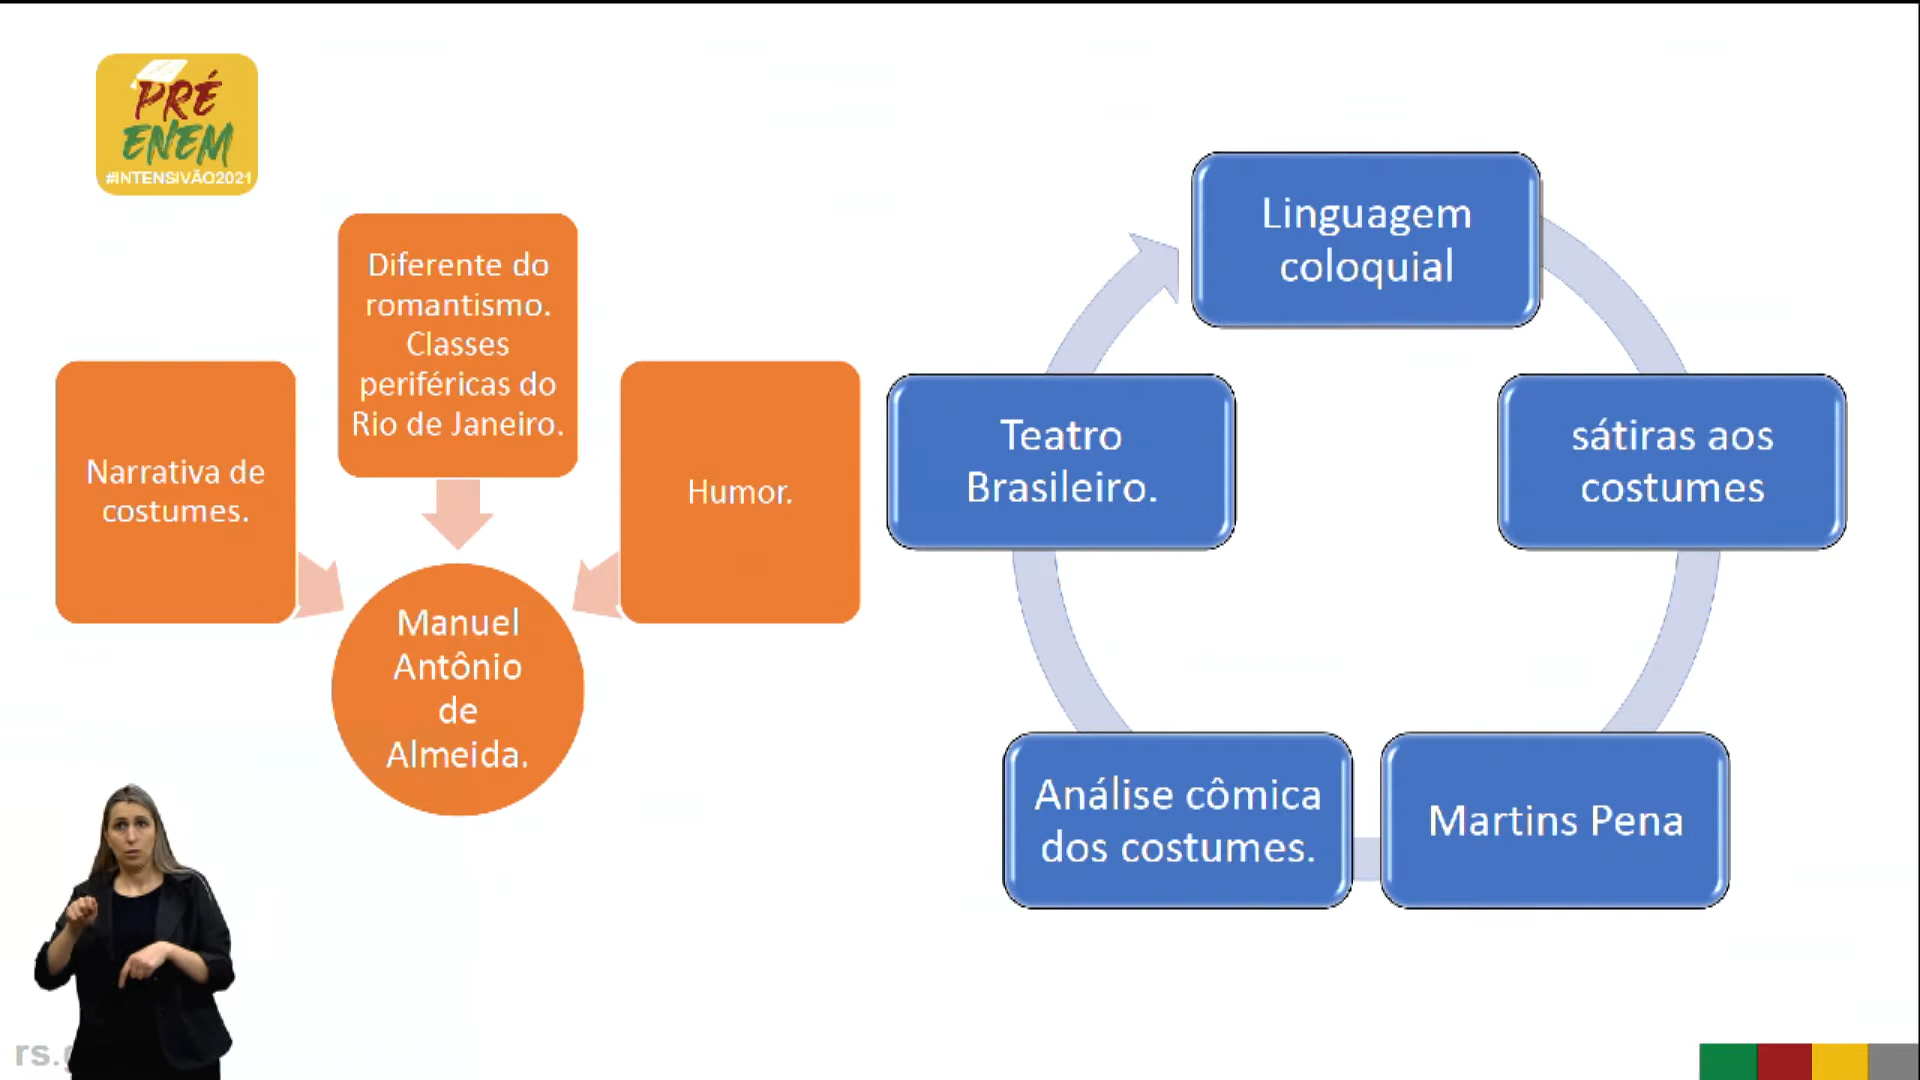 PRÉ
ENEM
#INTENSIVÃO2021
Diferente do
romantismo.
Classes
periféricas do
Rio de Janeiro.
Narrativa de
costumes.
Humor.
Manuel
Antônio
de
Almeida.
Linguagem
coloquial
sátiras aos
costumes
Martins Pena
Análise cômica
dos costumes.
Teatro
Brasileiro.
rs.